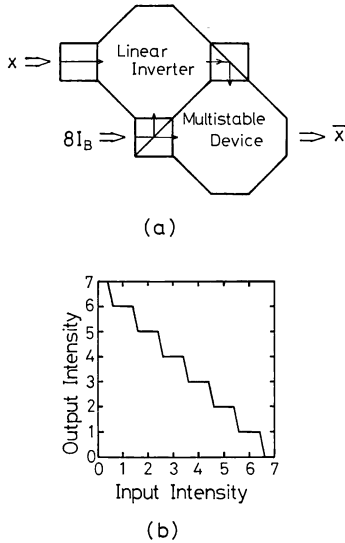 Linear
Inverter
x ⇒
Multistable
Device
8I_B ⇒
⇒ x̄
(a)
Output Intensity
7
6
5
4
3
2
1
0
0 1 2 3 4 5 6 7
Input Intensity
(b)